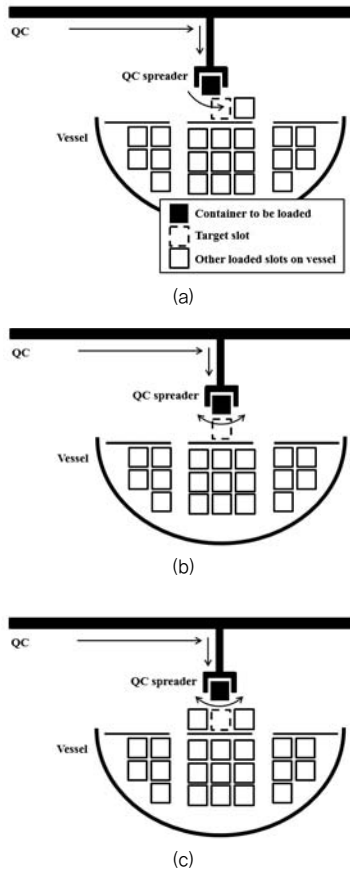 QC
QC spreader
Vessel
Container to be loaded
Target slot
Other loaded slots on vessel
(a)
QC
QC spreader
Vessel
(b)
QC
QC spreader
Vessel
(c)